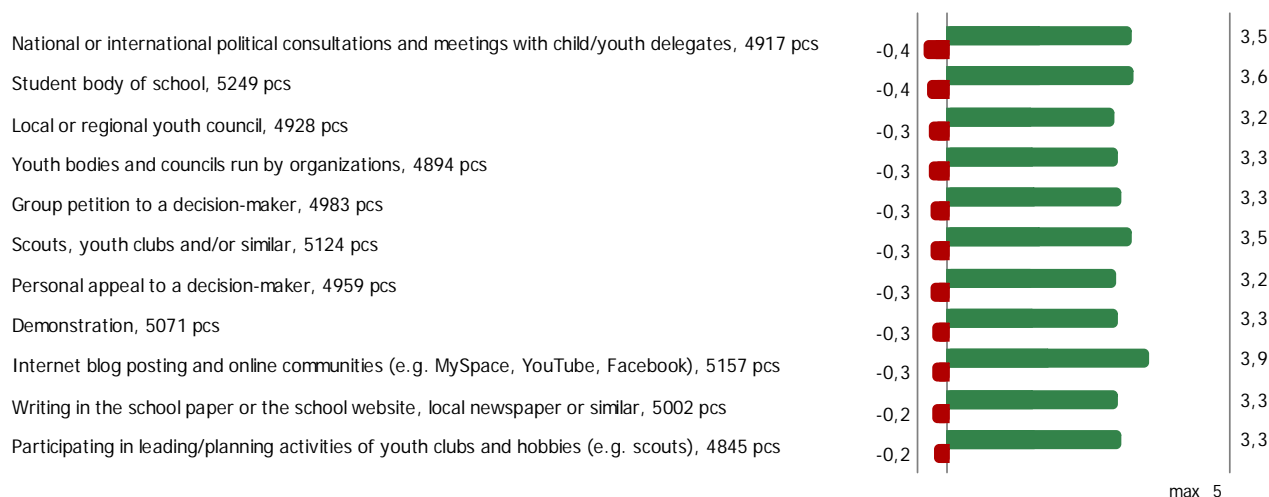 National or international political consultations and meetings with child/youth delegates, 4917 pcs -0,4 3,5
Student body of school, 5249 pcs -0,4 3,6
Local or regional youth council, 4928 pcs -0,3 3,2
Youth bodies and councils run by organizations, 4894 pcs -0,3 3,3
Group petition to a decision-maker, 4983 pcs -0,3 3,3
Scouts, youth clubs and/or similar, 5124 pcs -0,3 3,5
Personal appeal to a decision-maker, 4959 pcs -0,3 3,2
Demonstration, 5071 pcs -0,3 3,3
Internet blog posting and online communities (e.g. MySpace, YouTube, Facebook), 5157 pcs -0,3 3,9
Writing in the school paper or the school website, local newspaper or similar, 5002 pcs -0,2 3,3
Participating in leading/planning activities of youth clubs and hobbies (e.g. scouts), 4845 pcs -0,2 3,3
max 5